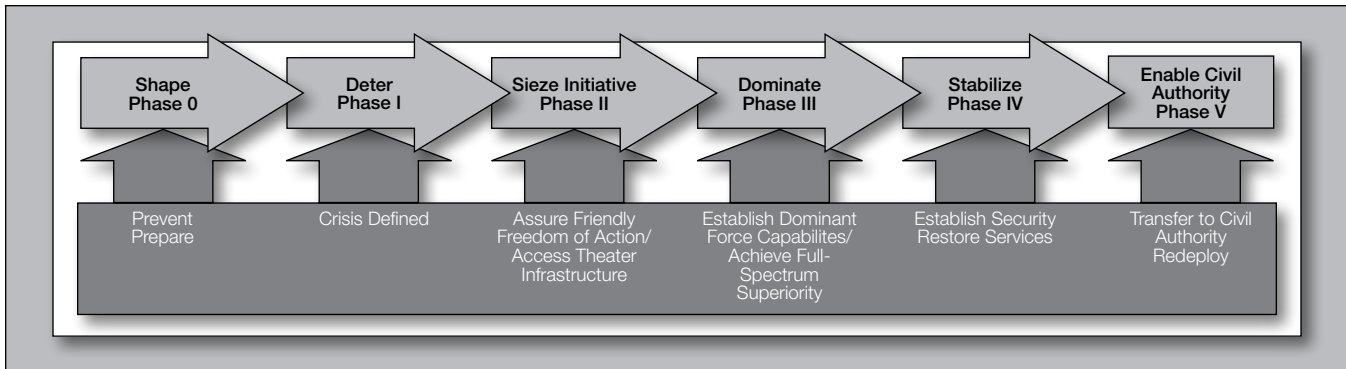 Shape
Phase 0
Deter
Phase I
Sieze Initiative
Phase II
Dominate
Phase III
Stabilize
Phase IV
Enable Civil
Authority
Phase V
Prevent
Prepare
Crisis Defined
Assure Friendly
Freedom of Action/
Access Theater
Infrastructure
Establish Dominant
Force Capabilites/
Achieve Full-
Spectrum
Superiority
Establish Security
Restore Services
Transfer to Civil
Authority
Redeploy